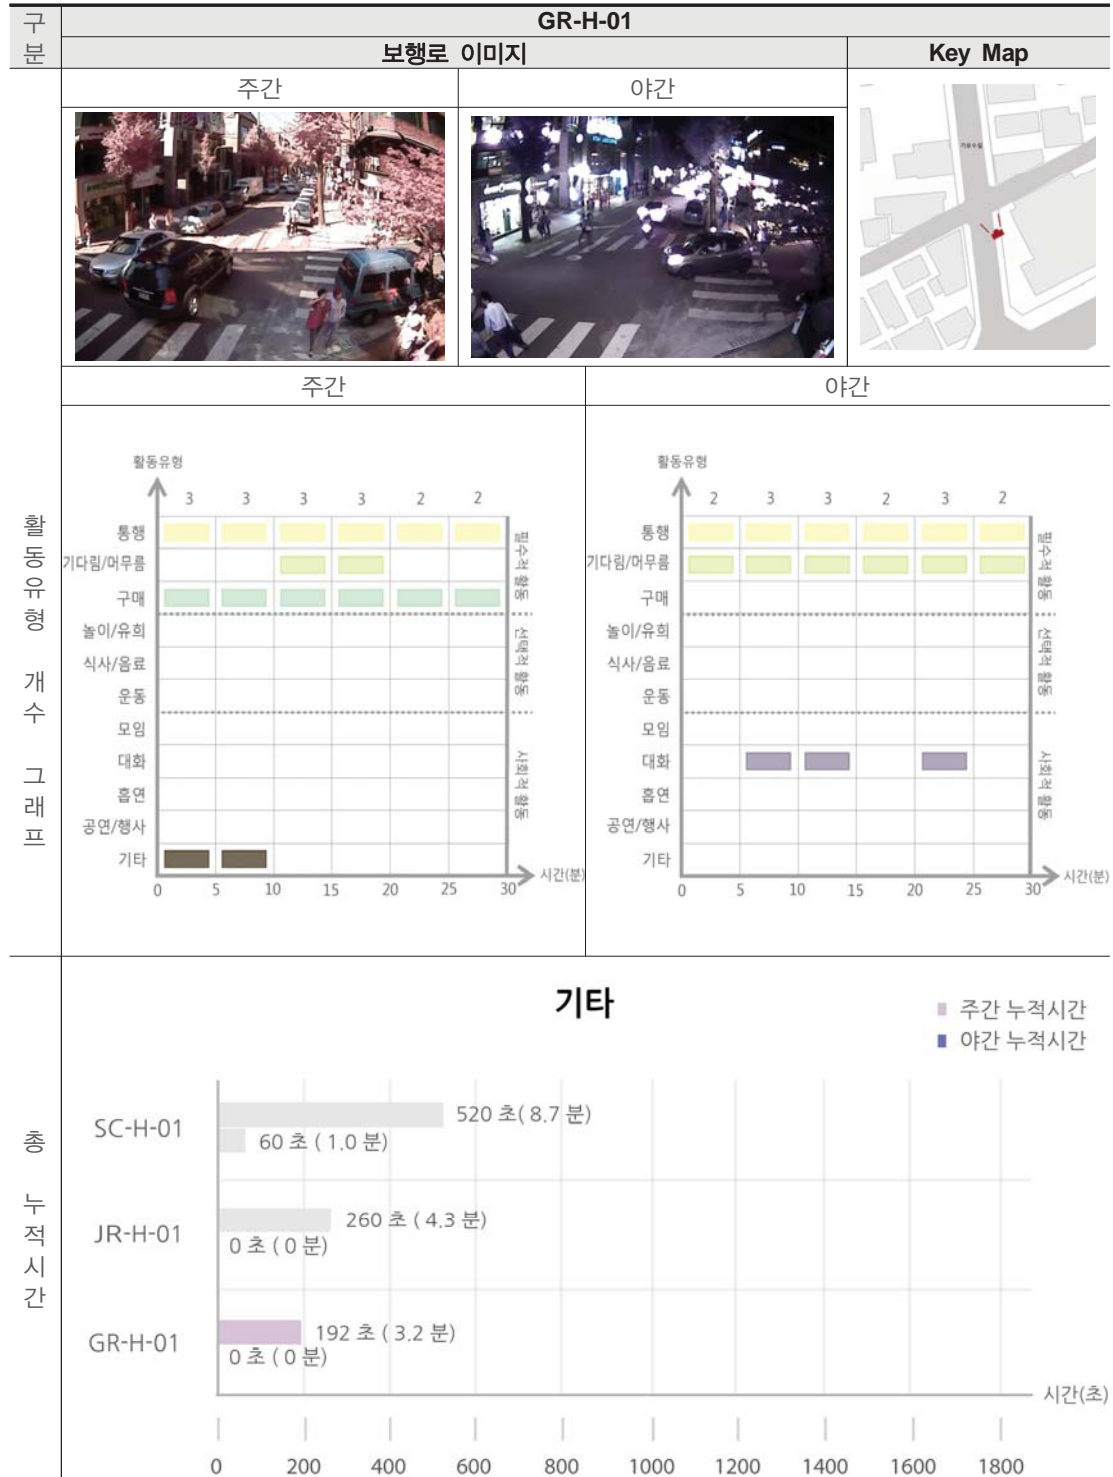 구분
GR-H-01
보행로 이미지
Key Map
주간
야간
가로수길
활동유형 개수 그래프
주간
야간
활동유형
3 3 3 3 2 2
통행
기다림/머무름
구매
놀이/유희
식사/음료
운동
모임
대화
흡연
공연/행사
기타
필수적 활동
선택적 활동
사회적 활동
0 5 10 15 20 25 30
시간(분)
활동유형
2 3 3 2 3 2
통행
기다림/머무름
구매
놀이/유희
식사/음료
운동
모임
대화
흡연
공연/행사
기타
필수적 활동
선택적 활동
사회적 활동
0 5 10 15 20 25 30
시간(분)
총 누적시간
기타
주간 누적시간
야간 누적시간
SC-H-01
520 초( 8.7 분)
60 초 ( 1.0 분)
JR-H-01
260 초 ( 4.3 분)
0 초 ( 0 분)
GR-H-01
192 초 ( 3.2 분)
0 초 ( 0 분)
시간(초)
0 200 400 600 800 1000 1200 1400 1600 1800